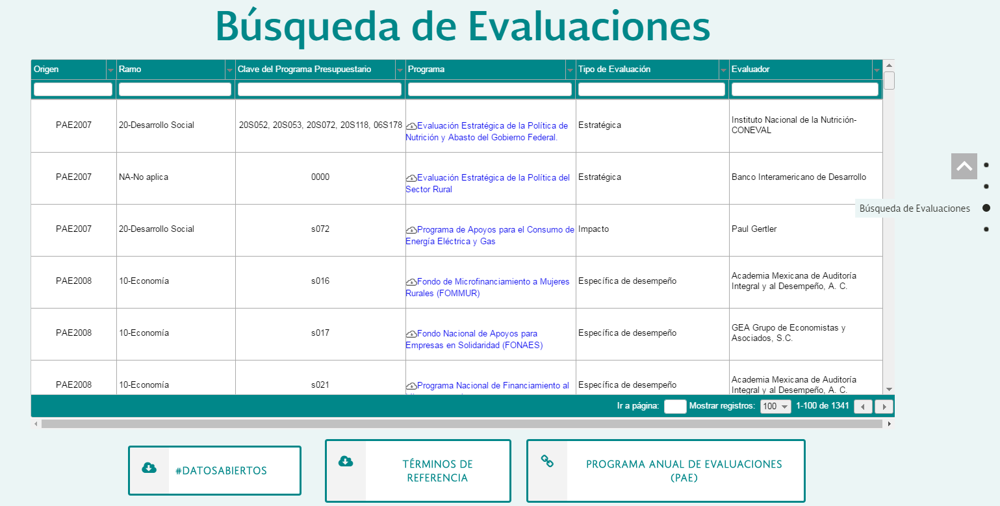 Búsqueda de Evaluaciones
Origen Ramo Clave del Programa Presupuestario Programa Tipo de Evaluación Evaluador
PAE2007 20-Desarrollo Social 20S052, 20S053, 20S072, 20S118, 06S178 Evaluación Estratégica de la Política de Estratégica Instituto Nacional de la Nutrición-
Nutrición y Abasto del Gobierno Federal. CONEVAL
PAE2007 NA-No aplica 0000 Evaluación Estratégica de la Política del Estratégica Banco Interamericano de Desarrollo
Sector Rural
Búsqueda de Evaluaciones
PAE2007 20-Desarrollo Social s072 Programa de Apoyos para el Consumo de Impacto Paul Gertler
Energía Eléctrica y Gas
PAE2008 10-Economía s016 Fondo de Microfinanciamiento a Mujeres Específica de desempeño Academia Mexicana de Auditoría
Rurales (FOMMUR) Integral y al Desempeño, A. C.
PAE2008 10-Economía s017 Fondo Nacional de Apoyos para Específica de desempeño GEA Grupo de Economistas y
Empresas en Solidaridad (FONAES) Asociados, S.C.
PAE2008 10-Economía s021 Programa Nacional de Financiamiento al Específica de desempeño Academia Mexicana de Auditoría
Integral y al Desempeño, A. C.
Ir a página: Mostrar registros: 100 1-100 de 1341
#DATOSABIERTOS
TÉRMINOS DE
REFERENCIA
PROGRAMA ANUAL DE EVALUACIONES
(PAE)